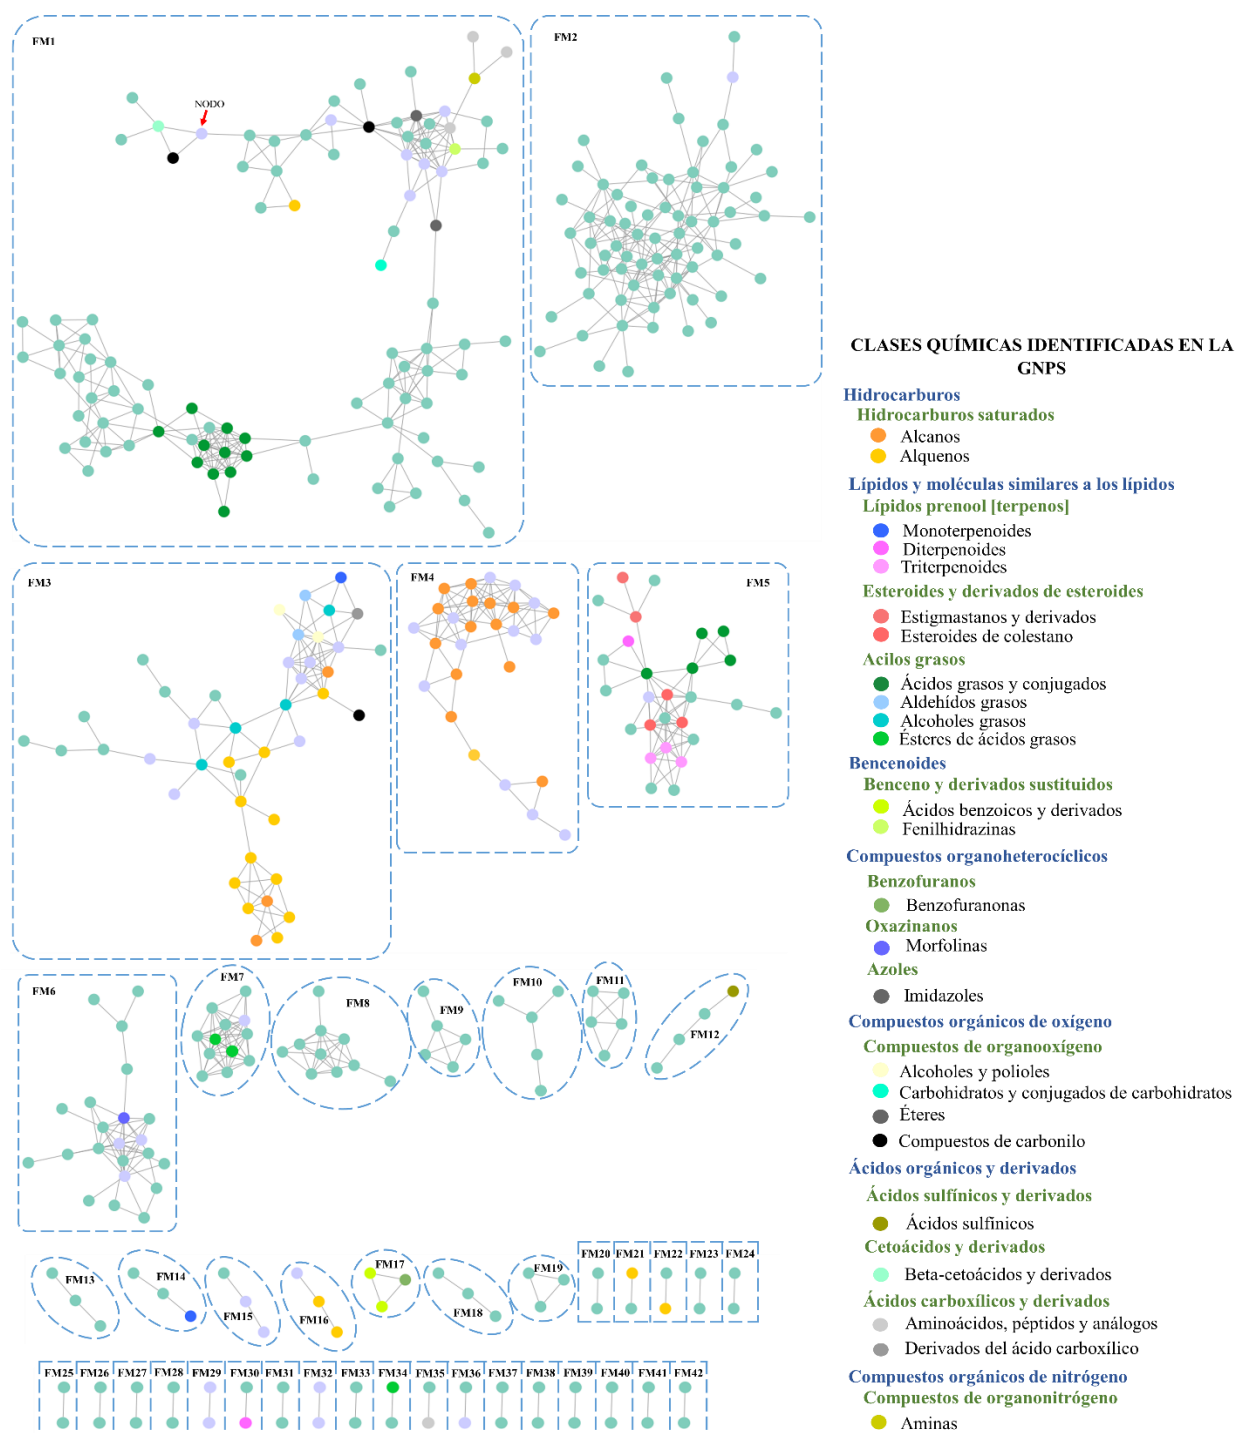 FM1
NODO
FM2
CLASES QUÍMICAS IDENTIFICADAS EN LA
GNPS
Hidrocarburos
Hidrocarburos saturados
Alcanos
Alquenos
Lípidos y moléculas similares a los lípidos
Lípidos prenool [terpenos]
Monoterpenoides
Diterpenoides
Triterpenoides
Esteroides y derivados de esteroides
Estigmastanos y derivados
Esteroides de colestano
Acilos grasos
Ácidos grasos y conjugados
Aldehídos grasos
Alcoholes grasos
Ésteres de ácidos grasos
Bencenoides
Benceno y derivados sustituidos
Ácidos benzoicos y derivados
Fenilhidrazinas
Compuestos organoheterocíclicos
Benzofuranos
Benzofuranonas
Oxazinanos
Morfolinas
Azoles
Imidazoles
Compuestos orgánicos de oxígeno
Compuestos de organooxígeno
Alcoholes y polioles
Carbohidratos y conjugados de carbohidratos
Éteres
Compuestos de carbonilo
Ácidos orgánicos y derivados
Ácidos sulfínicos y derivados
Ácidos sulfínicos
Cetoácidos y derivados
Beta-cetoácidos y derivados
Ácidos carboxílicos y derivados
Aminoácidos, péptidos y análogos
Derivados del ácido carboxílico
Compuestos orgánicos de nitrógeno
Compuestos de organonitrógeno
Aminas
FM3
FM4
FM5
FM6
FM7
FM8
FM9
FM10
FM11
FM12
FM13
FM14
FM15
FM16
FM17
FM18
FM19
FM20 FM21 FM22 FM23 FM24
FM25 FM26 FM27 FM28 FM29 FM30 FM31 FM32 FM33 FM34 FM35 FM36 FM37 FM38 FM39 FM40 FM41 FM42